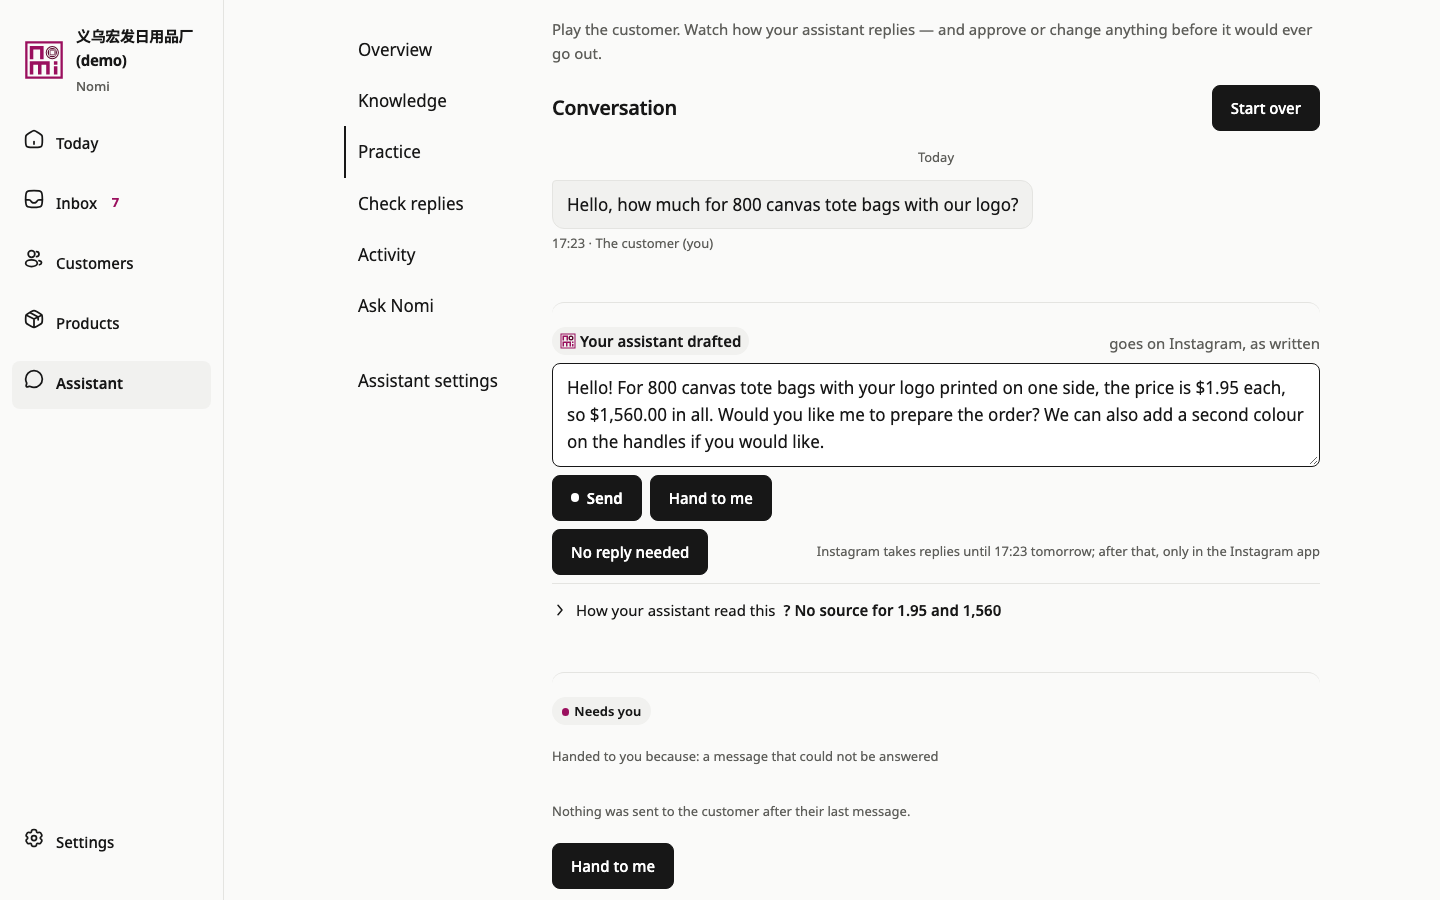 义乌宏发日用品厂
(demo)
Nomi
Today
Inbox 7
Customers
Products
Assistant
Settings
Overview
Knowledge
Practice
Check replies
Activity
Ask Nomi
Assistant settings
Play the customer. Watch how your assistant replies — and approve or change anything before it would ever
go out.
Conversation
Start over
Today
Hello, how much for 800 canvas tote bags with our logo?
17:23 · The customer (you)
Your assistant drafted
goes on Instagram, as written
Hello! For 800 canvas tote bags with your logo printed on one side, the price is $1.95 each,
so $1,560.00 in all. Would you like me to prepare the order? We can also add a second colour
on the handles if you would like.
Send
Hand to me
No reply needed
Instagram takes replies until 17:23 tomorrow; after that, only in the Instagram app
How your assistant read this ? No source for 1.95 and 1,560
Needs you
Handed to you because: a message that could not be answered
Nothing was sent to the customer after their last message.
Hand to me